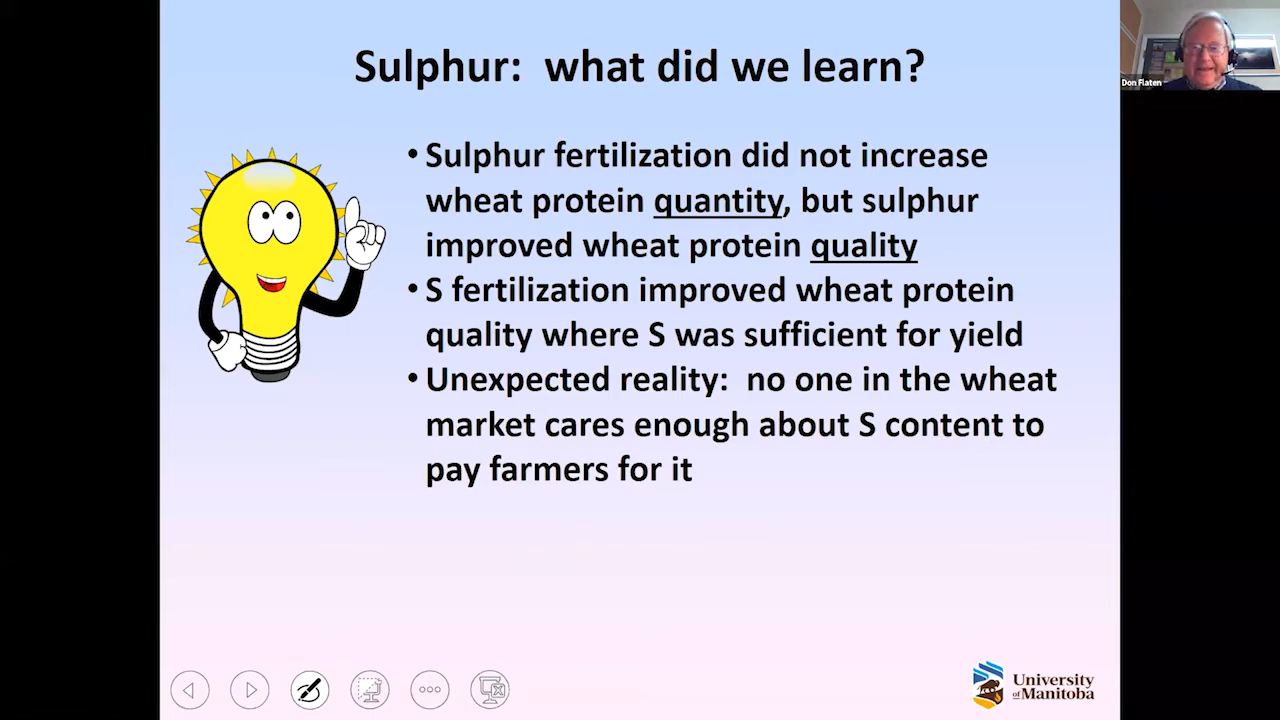 Sulphur: what did we learn?
Don Flaten
• Sulphur fertilization did not increase
wheat protein quantity, but sulphur
improved wheat protein quality
• S fertilization improved wheat protein
quality where S was sufficient for yield
• Unexpected reality: no one in the wheat
market cares enough about S content to
pay farmers for it
University
of Manitoba